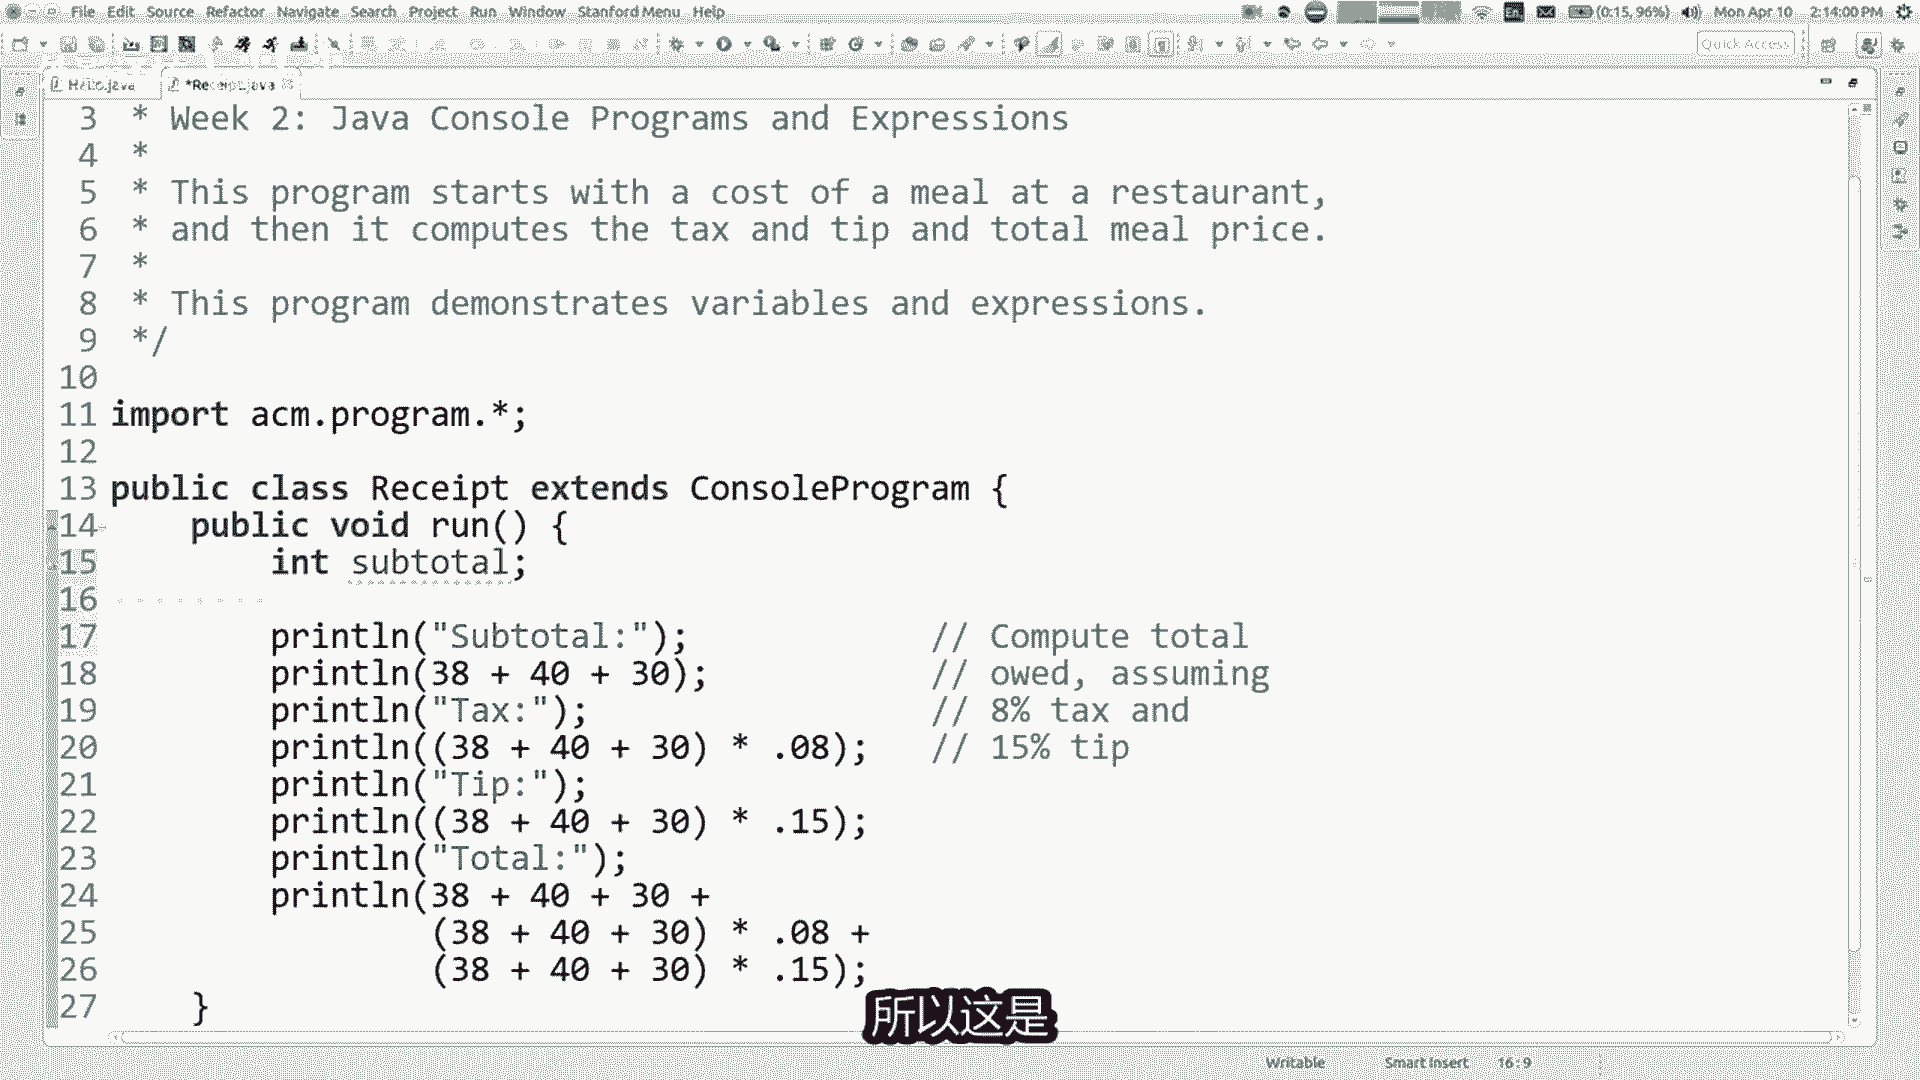 File Edit Source Refactor Navigate Search Project Run Window Stanford Menu Help
En (0:15, 96%) Mon Apr 10 2:14:00 PM
Quick Access
Hello.java *Receipt.java
3 * Week 2: Java Console Programs and Expressions
4 *
5 * This program starts with a cost of a meal at a restaurant,
6 * and then it computes the tax and tip and total meal price.
7 *
8 * This program demonstrates variables and expressions.
9 */
10
11 import acm.program.*;
12
13 public class Receipt extends ConsoleProgram {
14 public void run() {
15 int subtotal;
16
17 println("Subtotal:"); // Compute total
18 println(38 + 40 + 30); // owed, assuming
19 println("Tax:"); // 8% tax and
20 println((38 + 40 + 30) * .08); // 15% tip
21 println("Tip:");
22 println((38 + 40 + 30) * .15);
23 println("Total:");
24 println(38 + 40 + 30 +
25 (38 + 40 + 30) * .08 +
26 (38 + 40 + 30) * .15);
27 }
所以这是
Writable Smart Insert 16:9